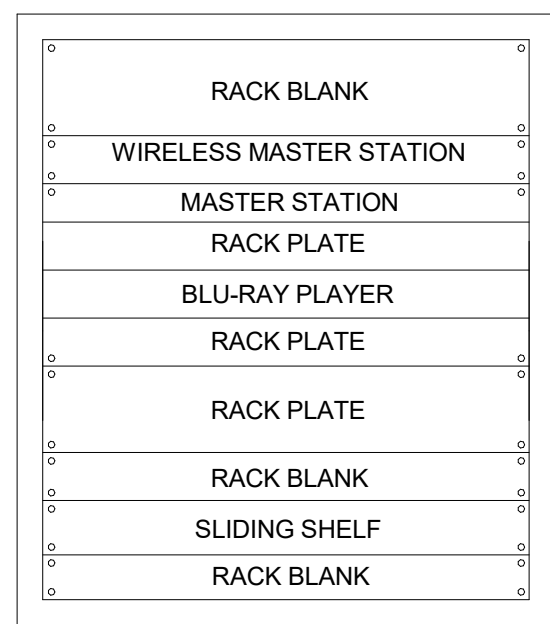 RACK BLANK
WIRELESS MASTER STATION
MASTER STATION
RACK PLATE
BLU-RAY PLAYER
RACK PLATE
RACK PLATE
RACK BLANK
SLIDING SHELF
RACK BLANK